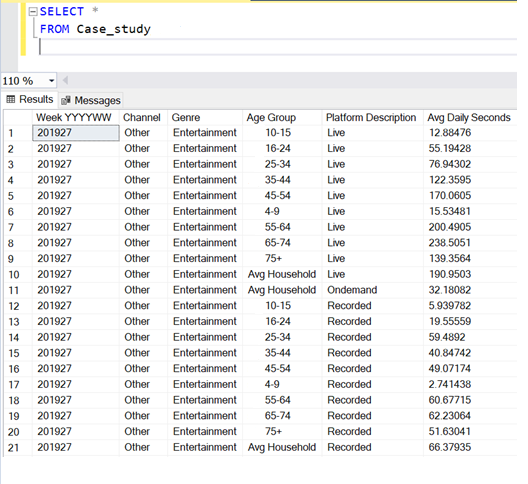 SELECT *
FROM Case_study
110 %
Results Messages
Week YYYYWW Channel Genre Age Group Platform Description Avg Daily Seconds
1 201927 Other Entertainment 10-15 Live 12.88476
2 201927 Other Entertainment 16-24 Live 55.19428
3 201927 Other Entertainment 25-34 Live 76.94302
4 201927 Other Entertainment 35-44 Live 122.3595
5 201927 Other Entertainment 45-54 Live 170.0605
6 201927 Other Entertainment 4-9 Live 15.53481
7 201927 Other Entertainment 55-64 Live 200.4905
8 201927 Other Entertainment 65-74 Live 238.5051
9 201927 Other Entertainment 75+ Live 139.3564
10 201927 Other Entertainment Avg Household Live 190.9503
11 201927 Other Entertainment Avg Household Ondemand 32.18082
12 201927 Other Entertainment 10-15 Recorded 5.939782
13 201927 Other Entertainment 16-24 Recorded 19.55559
14 201927 Other Entertainment 25-34 Recorded 59.4892
15 201927 Other Entertainment 35-44 Recorded 40.84742
16 201927 Other Entertainment 45-54 Recorded 49.07174
17 201927 Other Entertainment 4-9 Recorded 2.741438
18 201927 Other Entertainment 55-64 Recorded 60.67715
19 201927 Other Entertainment 65-74 Recorded 62.23064
20 201927 Other Entertainment 75+ Recorded 51.63041
21 201927 Other Entertainment Avg Household Recorded 66.37935